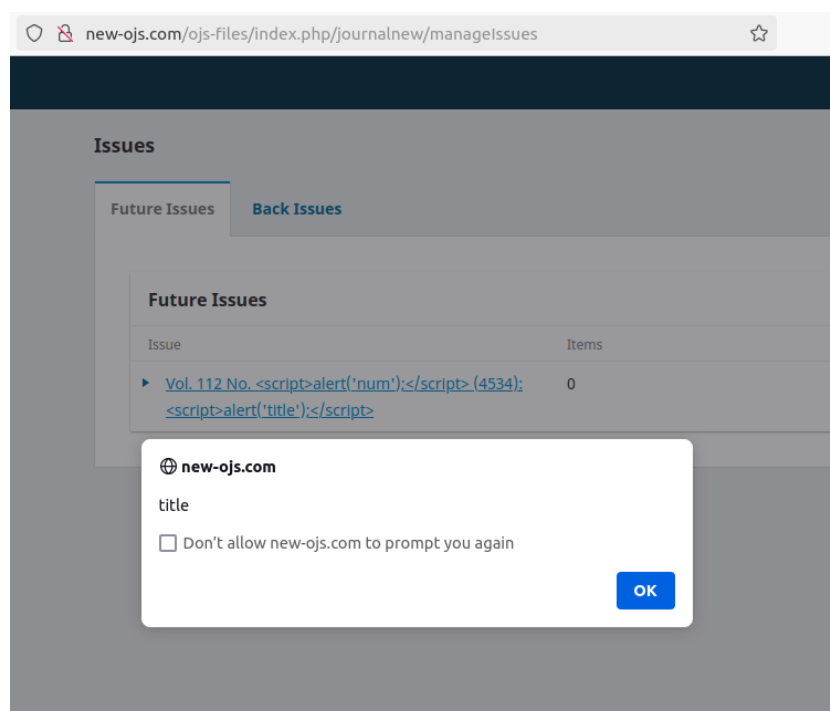 new-ojs.com/ojs-files/index.php/journalnew/manageIssues
Issues
Future Issues Back Issues
Future Issues
Issue Items
Vol. 112 No. <script>alert('num');</script> (4534): 0
<script>alert('title');</script>
new-ojs.com
title
Don't allow new-ojs.com to prompt you again
OK